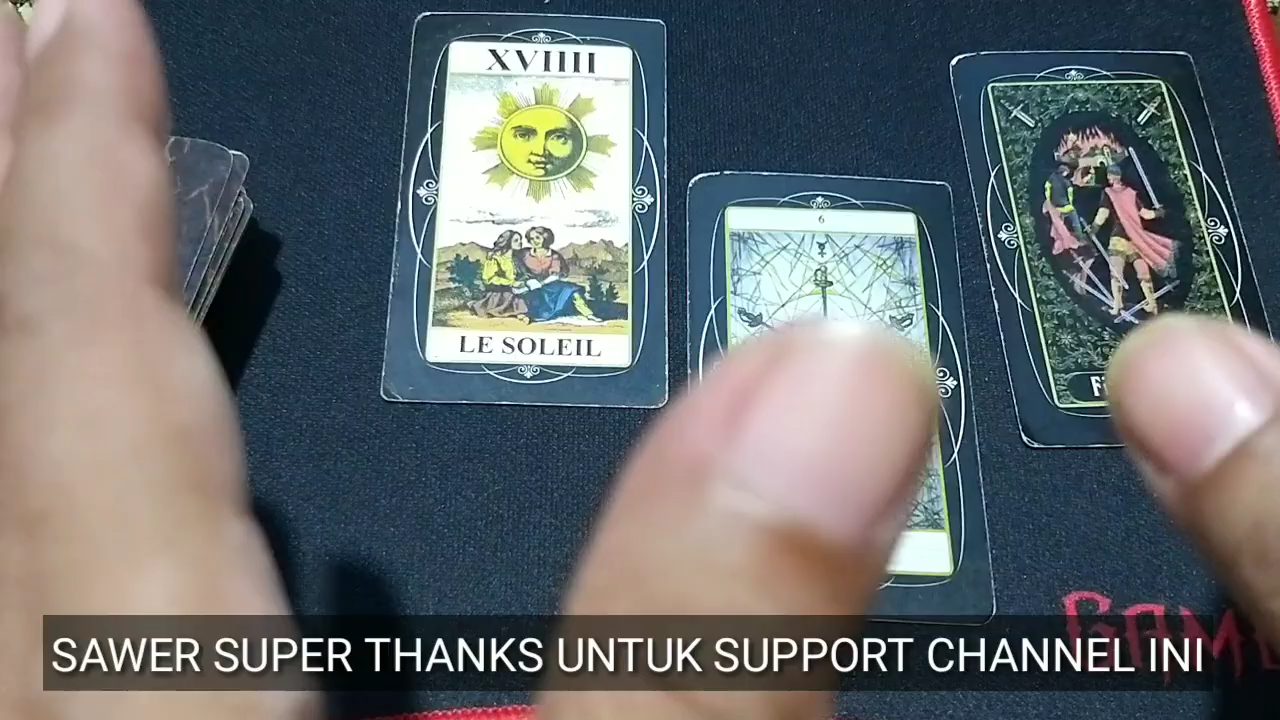 XVIIII
LE SOLEIL
6
SAWER SUPER THANKS UNTUK SUPPORT CHANNEL INI